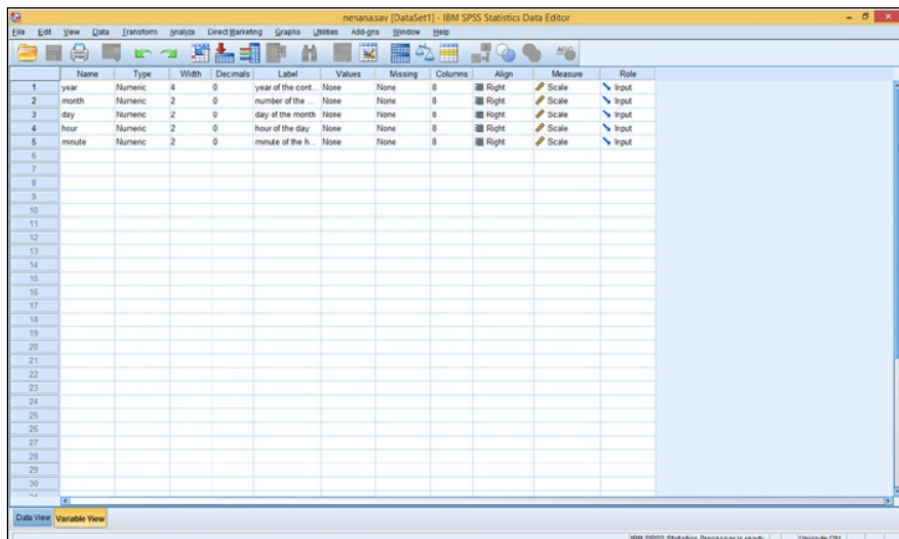 nenana.sav [DataSet1] - IBM SPSS Statistics Data Editor
File Edit View Data Transform Analyze Direct Marketing Graphs Utilities Add-ons Window Help
Name Type Width Decimals Label Values Missing Columns Align Measure Role
1 year Numeric 4 0 year of the cont... None None 8 Right Scale Input
2 month Numeric 2 0 number of the ... None None 8 Right Scale Input
3 day Numeric 2 0 day of the month None None 8 Right Scale Input
4 hour Numeric 2 0 hour of the day None None 8 Right Scale Input
5 minute Numeric 2 0 minute of the h... None None 8 Right Scale Input
6
7
8
9
10
11
12
13
14
15
16
17
18
19
20
21
22
23
24
25
26
27
28
29
30
Data View Variable View
IBM SPSS Statistics Processor is ready Unicode:ON